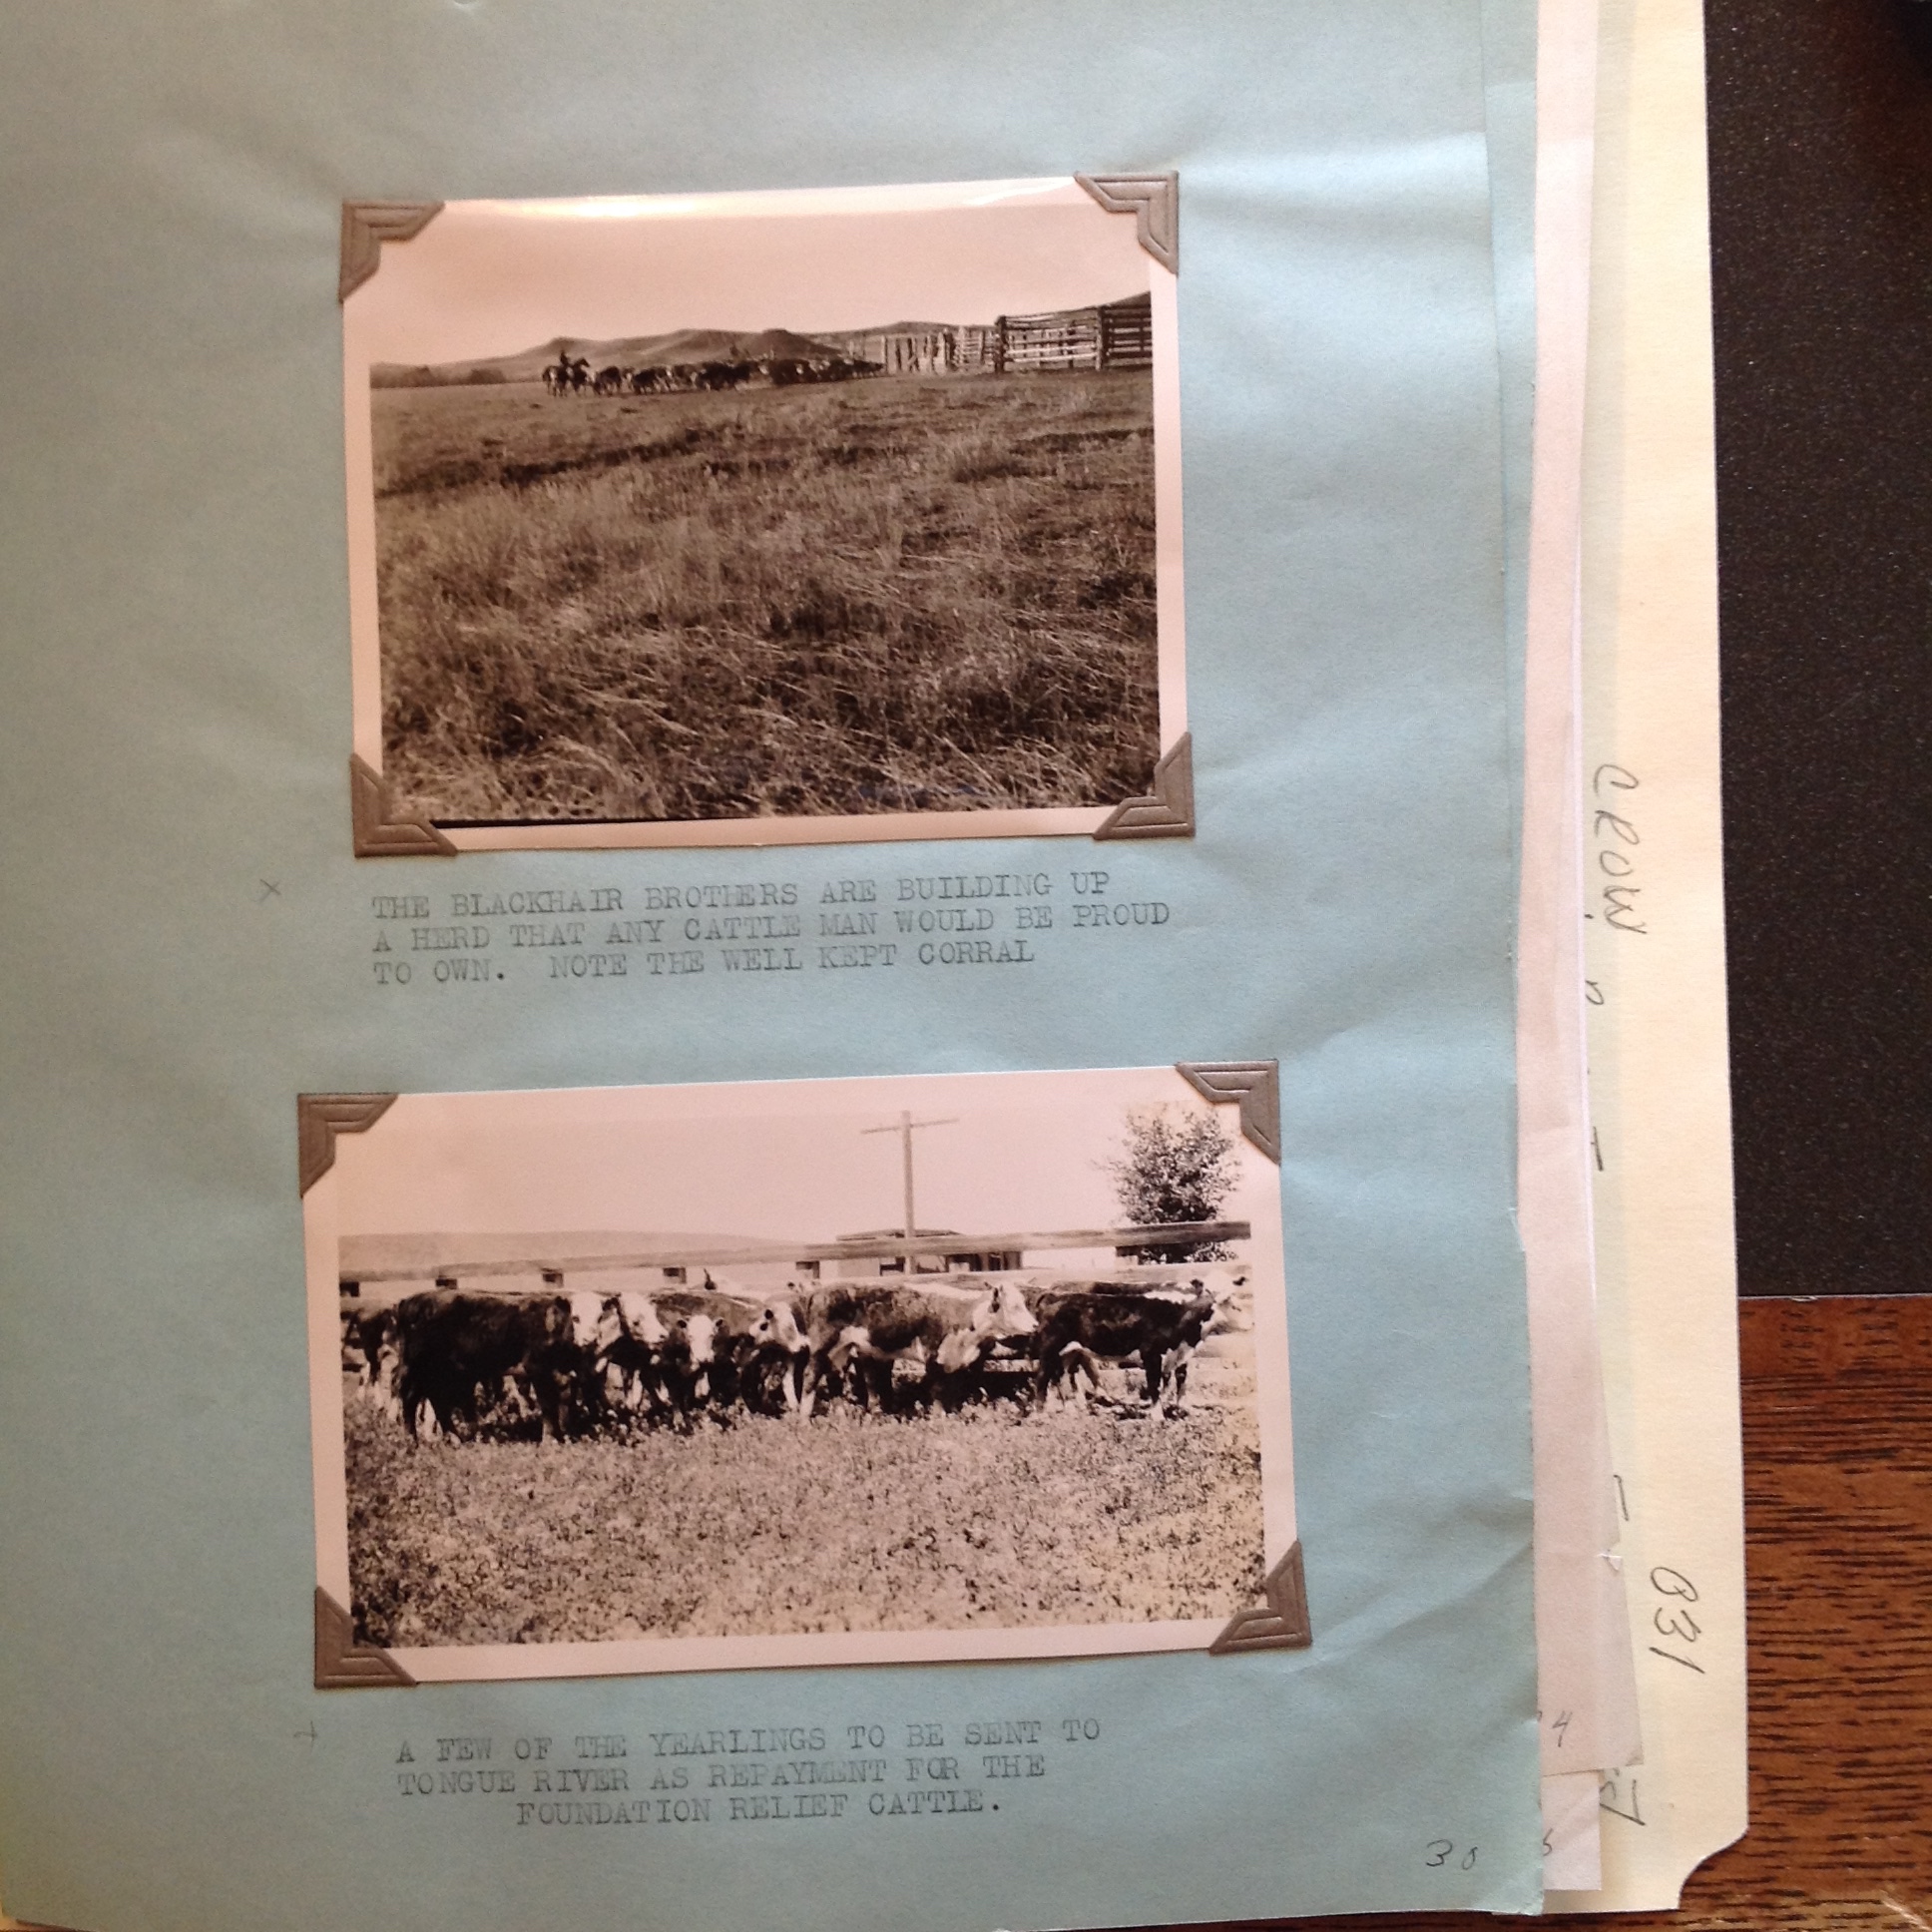 THE BLACKHAIR BROTHERS ARE BUILDING UP
A HERD THAT ANY CATTLE MAN WOULD BE PROUD
TO OWN. NOTE THE WELL KEPT CORRAL
A FEW OF THE YEARLINGS TO BE SENT TO
TONGUE RIVER AS REPAYMENT FOR THE
FOUNDATION RELIEF CATTLE.
30
CROW
031